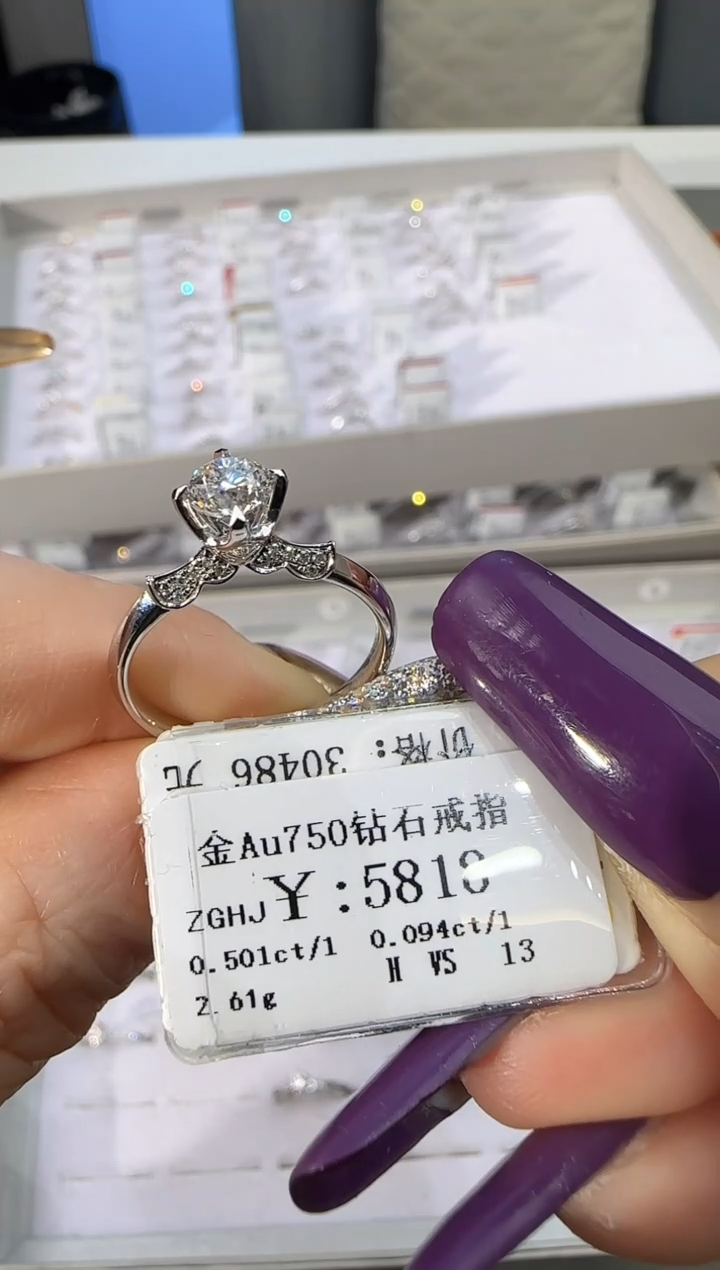 价格: 30486 元
金Au750钻石戒指
ZGHJ ¥:5810
0.501ct/1 0.094ct/1
H VS 13
2.61g